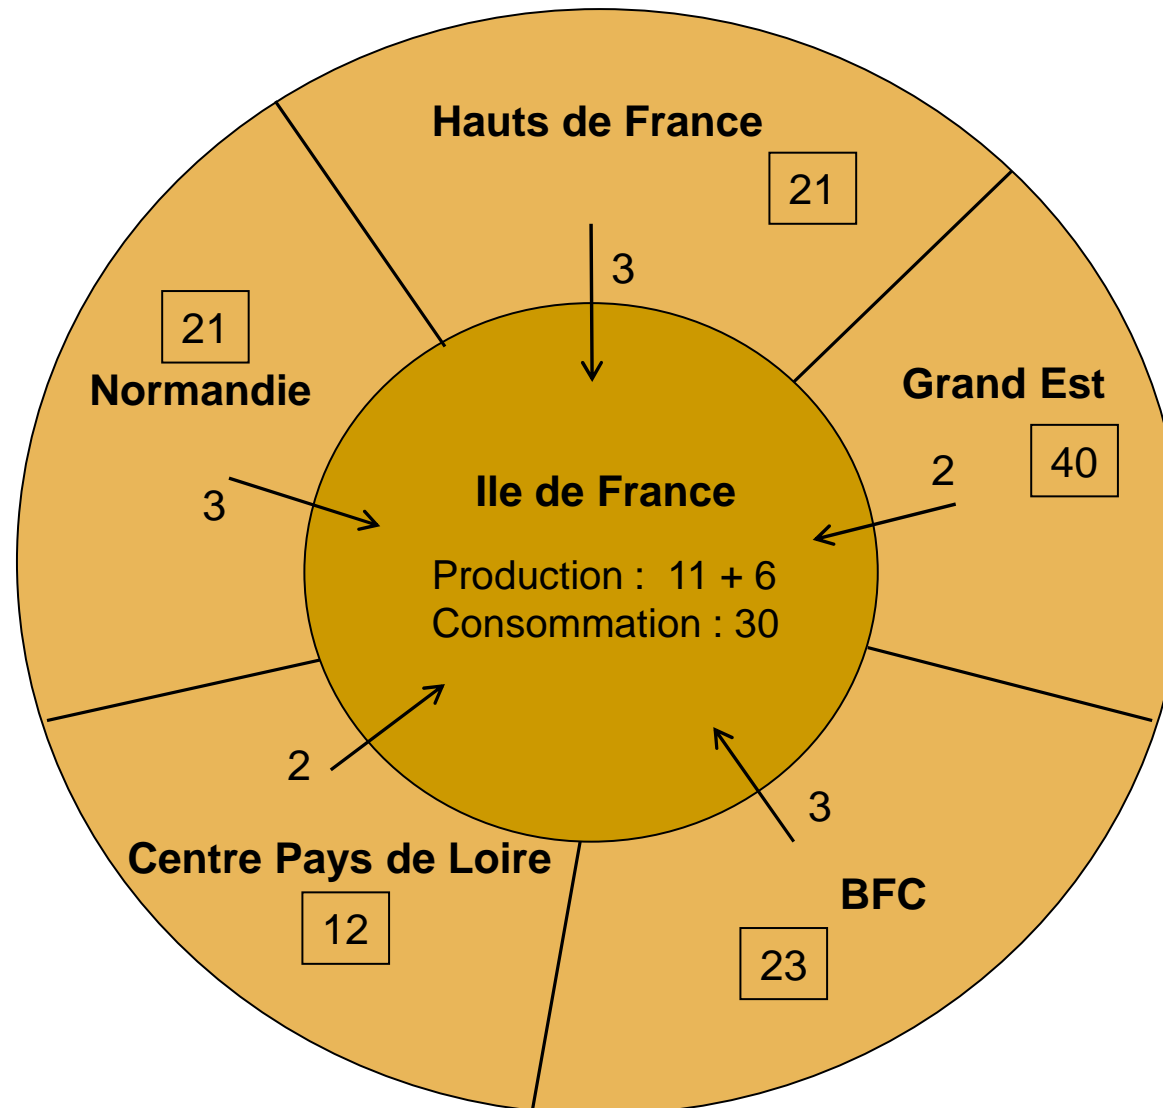 Hauts de France
21
3
21
Normandie
3
Grand Est
40
2
Ile de France
Production : 11 + 6
Consommation : 30
2
Centre Pays de Loire
12
3
BFC
23